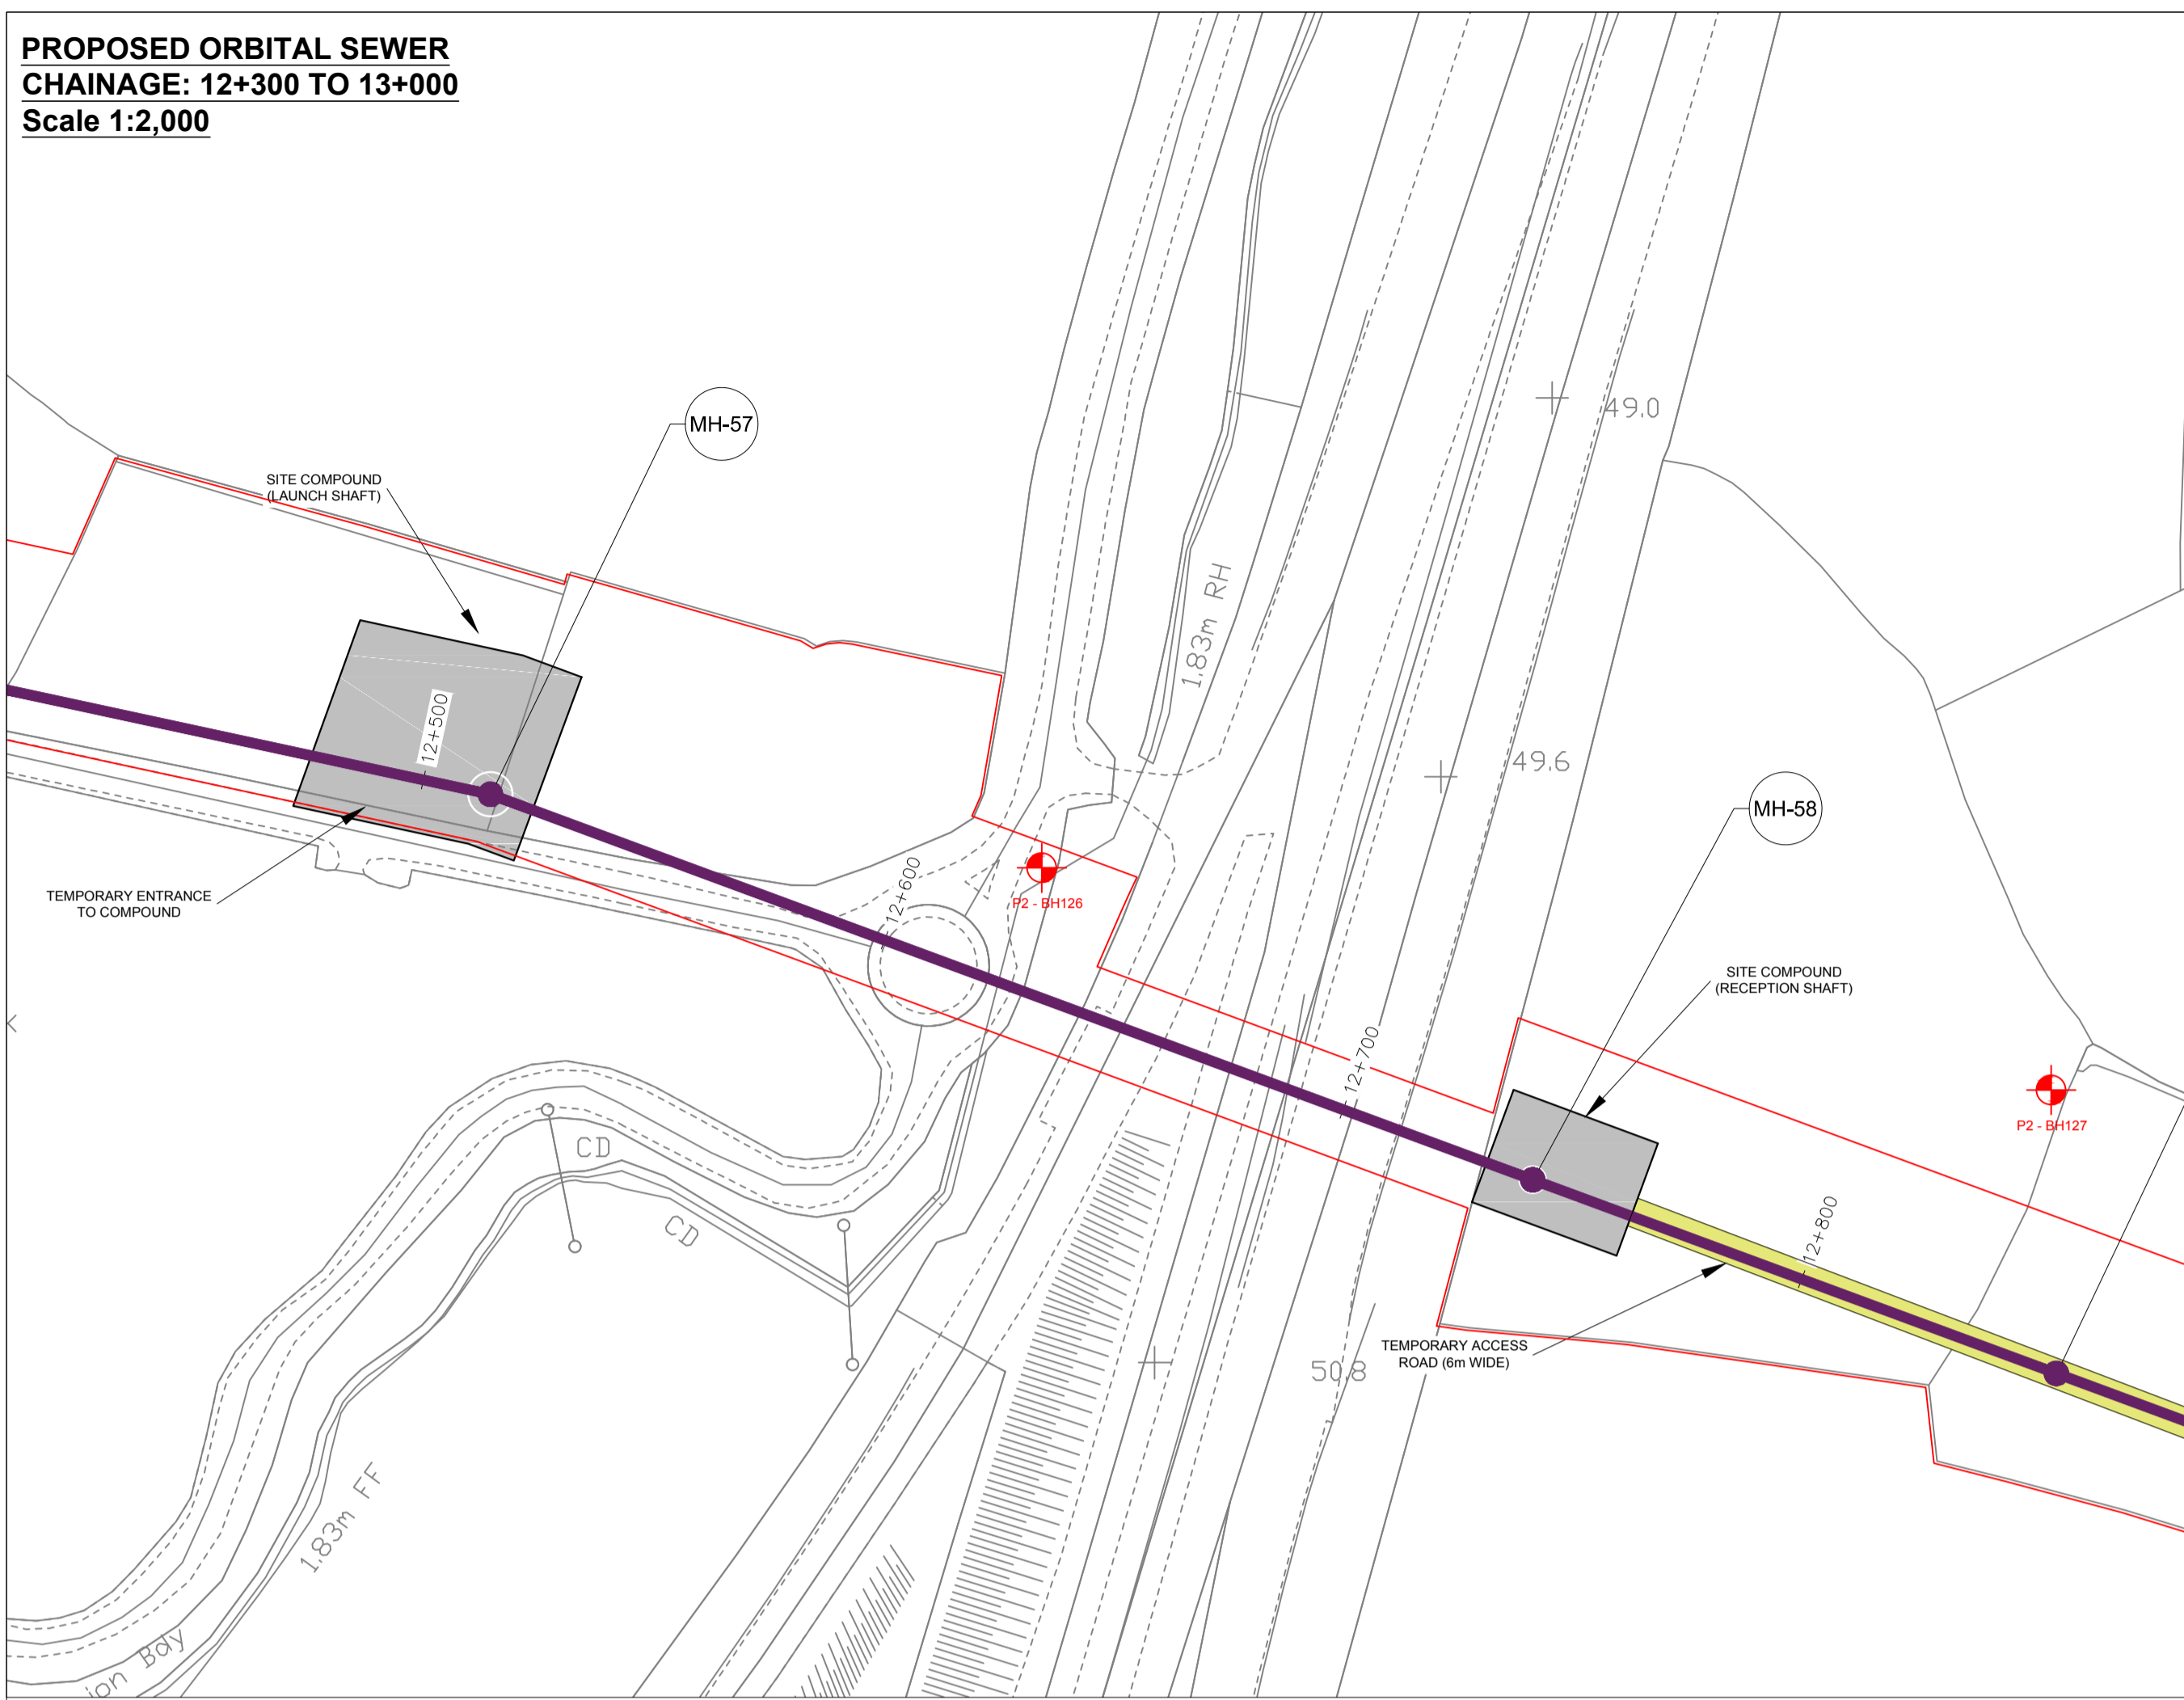 PROPOSED ORBITAL SEWER
CHAINAGE: 12+300 TO 13+000
Scale 1:2,000
49.0
MH-57
SITE COMPOUND
(LAUNCH SHAFT)
1.83m RH
12+500
49.6
MH-58
TEMPORARY ENTRANCE
TO COMPOUND
12+600
P2 - BH126
SITE COMPOUND
(RECEPTION SHAFT)
12+700
P2 - BH127
CD
CD
12+800
TEMPORARY ACCESS
ROAD (6m WIDE)
50.8
1.83m FF
Bdy